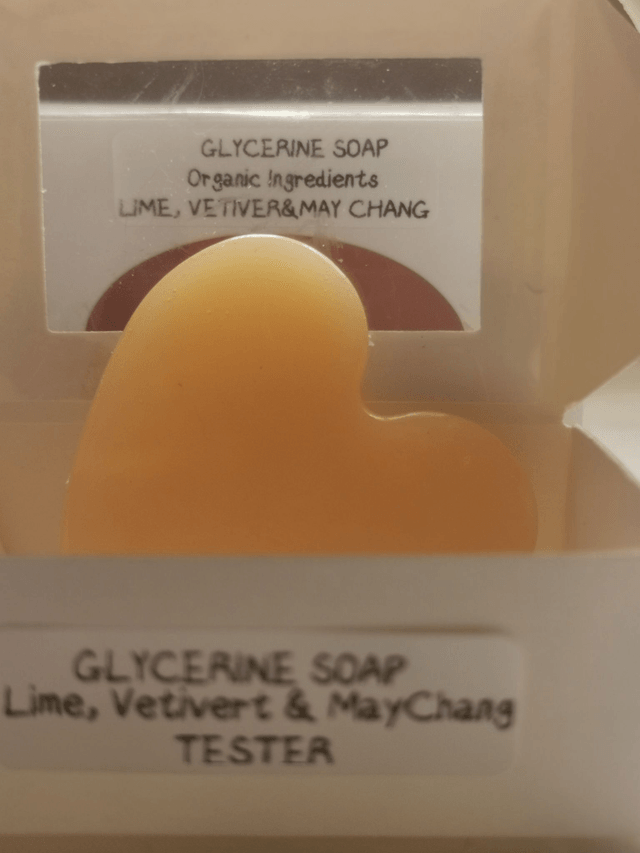 GLYCERINE SOAP
Organic Ingredients
LIME, VETIVER&MAY CHANG
GLYCERINE SOAP
Lime, Vetivert & MayChang
TESTER